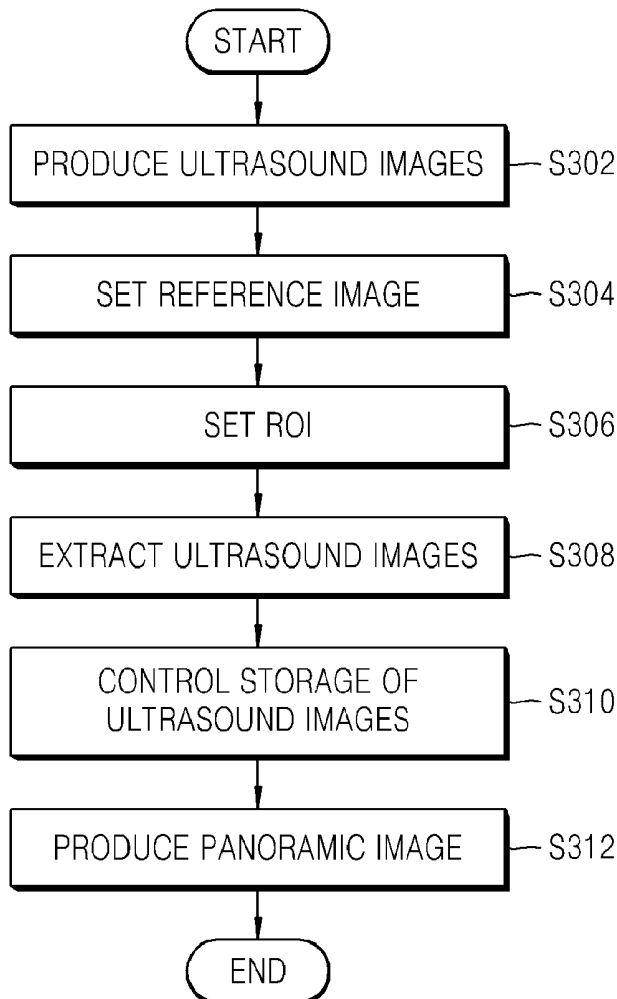 START
PRODUCE ULTRASOUND IMAGES
S302
SET REFERENCE IMAGE
S304
SET ROI
S306
EXTRACT ULTRASOUND IMAGES
S308
CONTROL STORAGE OF
ULTRASOUND IMAGES
S310
PRODUCE PANORAMIC IMAGE
S312
END